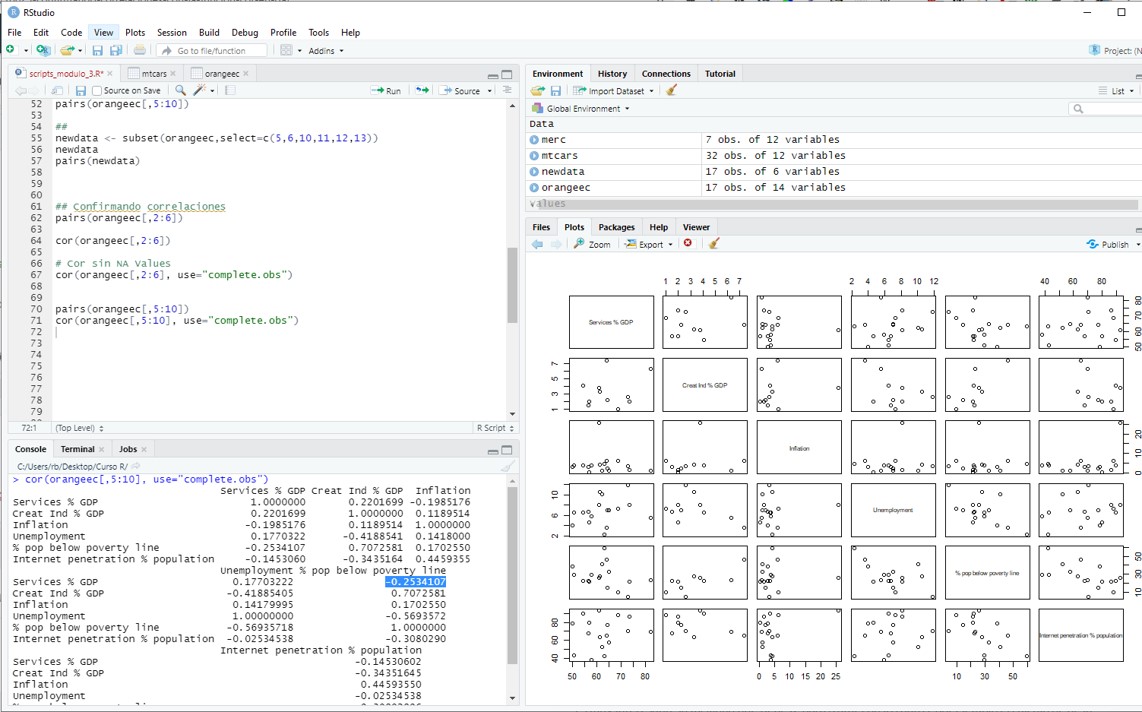 RStudio
File Edit Code View Plots Session Build Debug Profile Tools Help
Go to file/function Addins Project: (N
scripts_modulo_3.R* mtcars orangeec
Source on Save Run Source
52 pairs(orangeec[,5:10])
53
54 ##
55 newdata <- subset(orangeec,select=c(5,6,10,11,12,13))
56 newdata
57 pairs(newdata)
58
59
60
61 ## Confirmando correlaciones
62 pairs(orangeec[,2:6])
63
64 cor(orangeec[,2:6])
65
66 # Cor sin NA Values
67 cor(orangeec[,2:6], use="complete.obs")
68
69
70 pairs(orangeec[,5:10])
71 cor(orangeec[,5:10], use="complete.obs")
72
73
74
75
76
77
78
79
72:1 (Top Level) R Script
Console Terminal Jobs
C:/Users/rb/Desktop/Curso R/
> cor(orangeec[,5:10], use="complete.obs")
Services % GDP Creat Ind % GDP Inflation
Services % GDP 1.0000000 0.2201699 -0.1985176
Creat Ind % GDP 0.2201699 1.0000000 0.1189514
Inflation -0.1985176 0.1189514 1.0000000
Unemployment 0.1770322 -0.4188541 0.1418000
% pop below poverty line -0.2534107 0.7072581 0.1702550
Internet penetration % population -0.1453060 -0.3435164 0.4459355
Unemployment % pop below poverty line
Services % GDP 0.17703222 -0.2534107
Creat Ind % GDP -0.41885405 0.7072581
Inflation 0.14179995 0.1702550
Unemployment 1.00000000 -0.5693572
% pop below poverty line -0.56935718 1.0000000
Internet penetration % population -0.02534538 -0.3080290
Internet penetration % population
Services % GDP -0.14530602
Creat Ind % GDP -0.34351645
Inflation 0.44593550
Unemployment -0.02534538
Environment History Connections Tutorial
Import Dataset List
Global Environment
Data
merc 7 obs. of 12 variables
mtcars 32 obs. of 12 variables
newdata 17 obs. of 6 variables
orangeec 17 obs. of 14 variables
Values
Files Plots Packages Help Viewer
Zoom Export Publish
1 2 3 4 5 6 7 2 4 6 8 10 12 40 60 80
Services % GDP 50 60 70 80
1 3 5 7 Creat Ind % GDP
Inflation 0 10 20
2 6 10 Unemployment
% pop below poverty line 10 30 50
40 60 80 Internet penetration % population
50 60 70 80 0 5 10 15 20 25 10 30 50